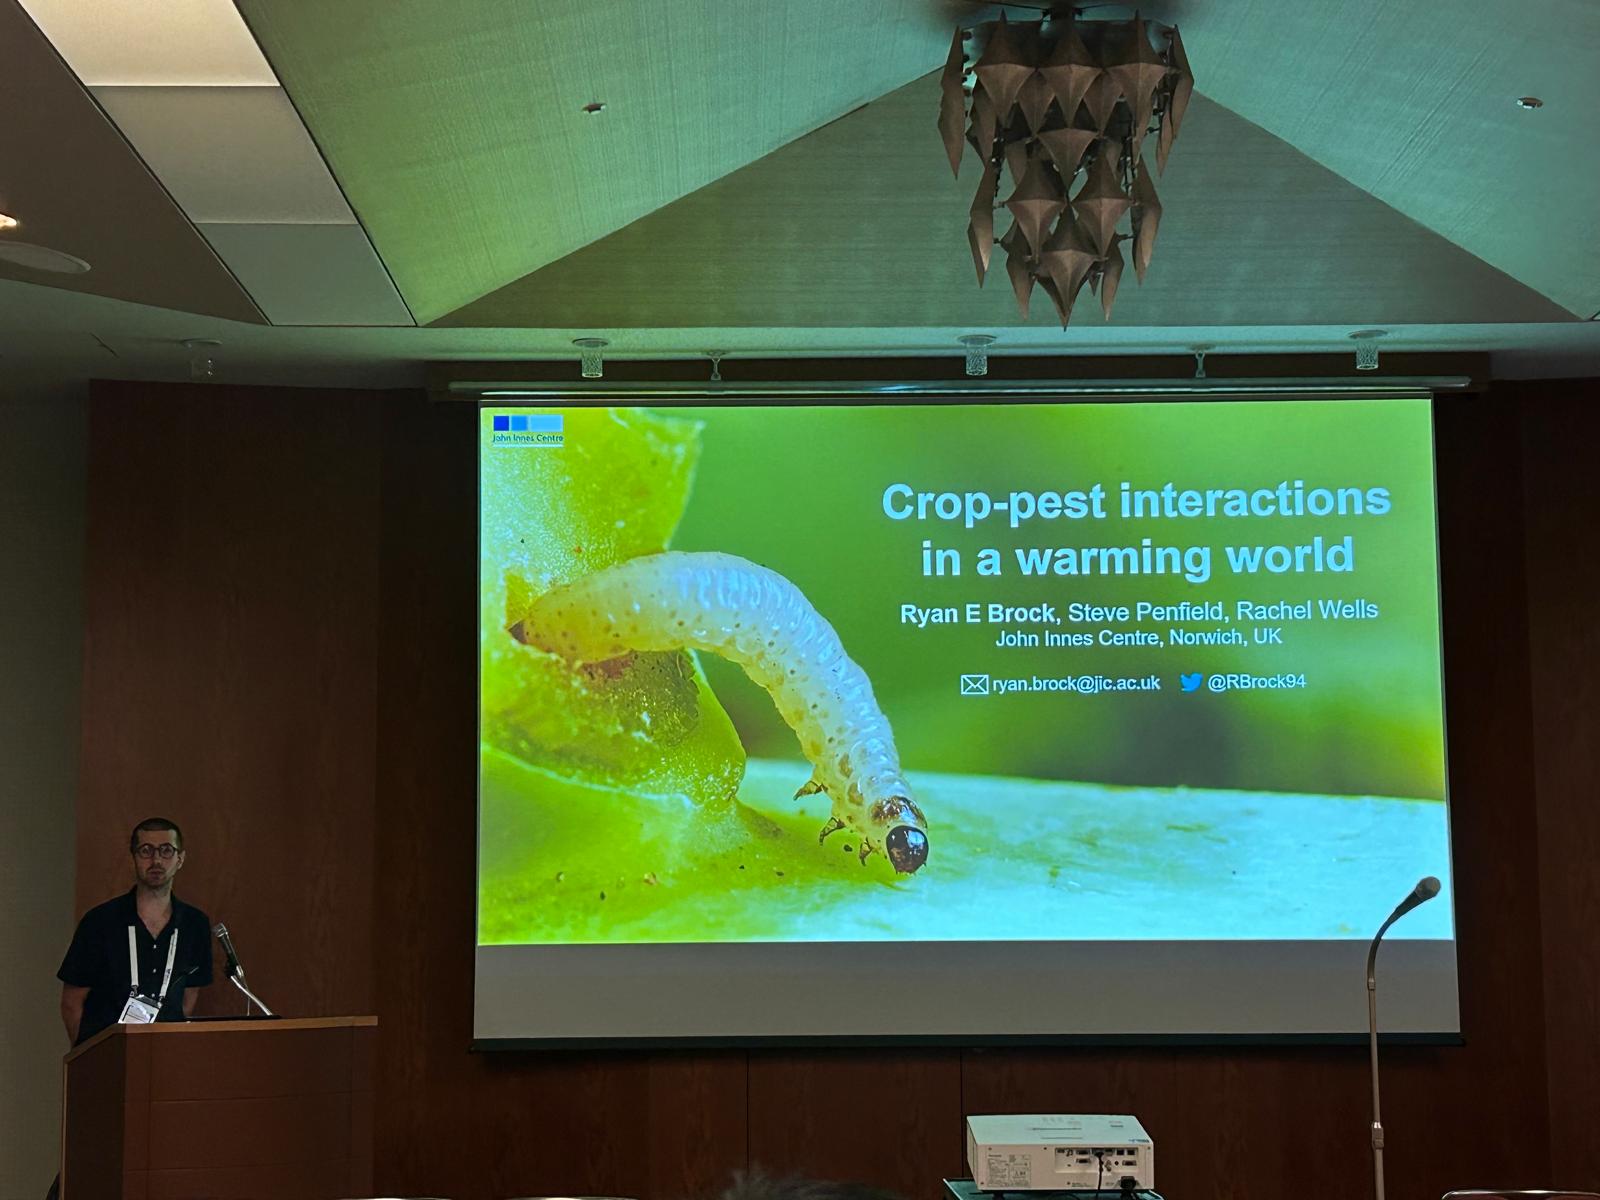 John Innes Centre
Crop-pest interactions
in a warming world
Ryan E Brock, Steve Penfield, Rachel Wells
John Innes Centre, Norwich, UK
ryan.brock@jic.ac.uk @RBrock94